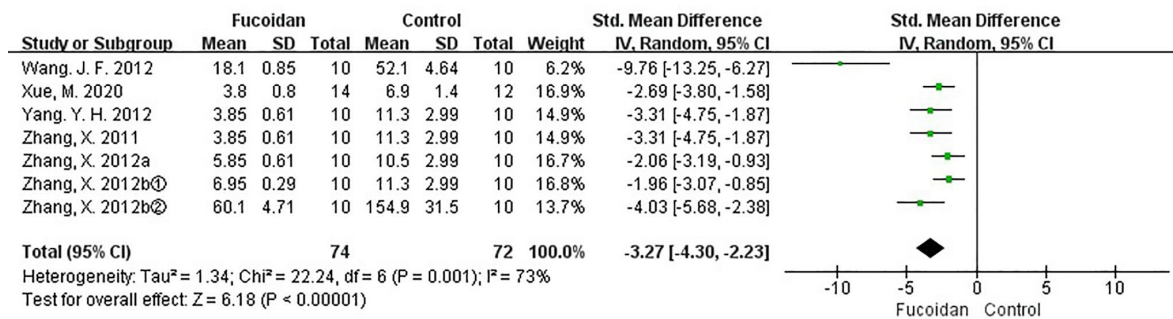 Fucoidan Control Std. Mean Difference Std. Mean Difference
Study or Subgroup Mean SD Total Mean SD Total Weight IV, Random, 95% CI IV, Random, 95% CI
Wang. J. F. 2012 18.1 0.85 10 52.1 4.64 10 6.2% -9.76 [-13.25, -6.27]
Xue, M. 2020 3.8 0.8 14 6.9 1.4 12 16.9% -2.69 [-3.80, -1.58]
Yang. Y. H. 2012 3.85 0.61 10 11.3 2.99 10 14.9% -3.31 [-4.75, -1.87]
Zhang, X. 2011 3.85 0.61 10 11.3 2.99 10 14.9% -3.31 [-4.75, -1.87]
Zhang, X. 2012a 5.85 0.61 10 10.5 2.99 10 16.7% -2.06 [-3.19, -0.93]
Zhang, X. 2012b① 6.95 0.29 10 11.3 2.99 10 16.8% -1.96 [-3.07, -0.85]
Zhang, X. 2012b② 60.1 4.71 10 154.9 31.5 10 13.7% -4.03 [-5.68, -2.38]
Total (95% CI) 74 72 100.0% -3.27 [-4.30, -2.23]
Heterogeneity: Tau² = 1.34; Chi² = 22.24, df = 6 (P = 0.001); I² = 73%
Test for overall effect: Z = 6.18 (P < 0.00001)
-10 -5 0 5 10
Fucoidan Control